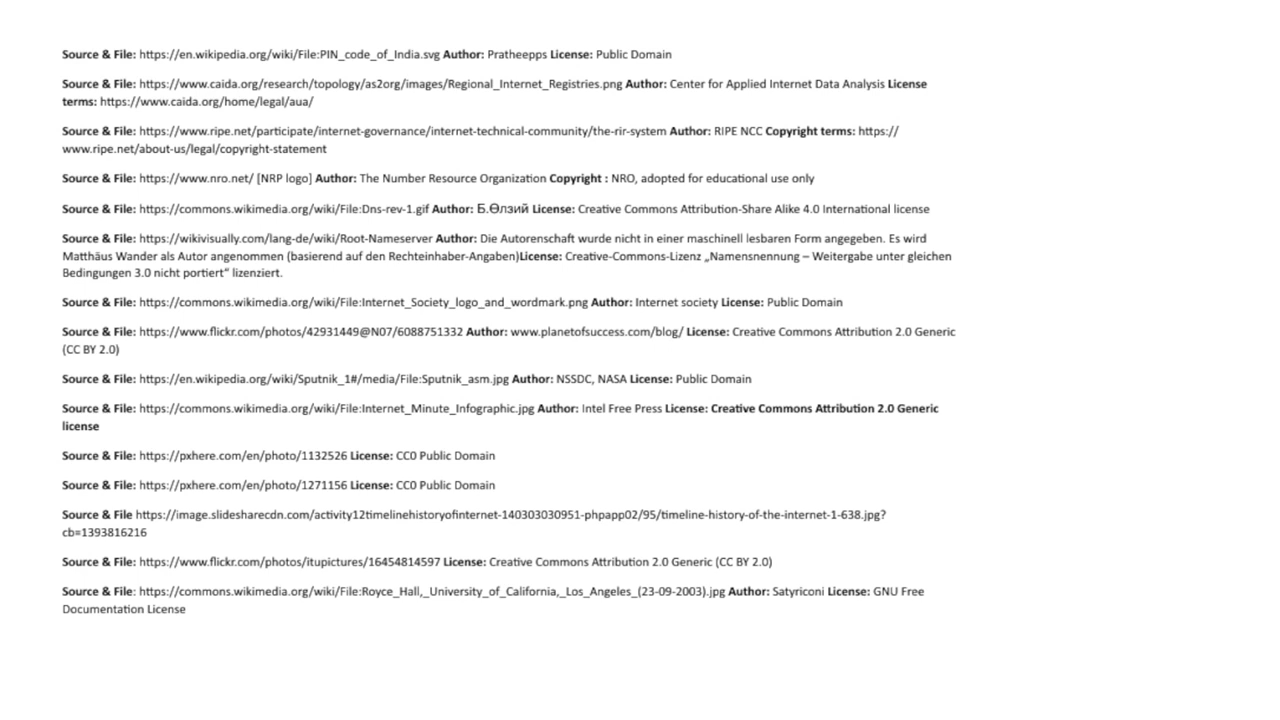 Source & File: https://en.wikipedia.org/wiki/File:PIN_code_of_India.svg Author: Pratheepps License: Public Domain
Source & File: https://www.caida.org/research/topology/as2org/images/Regional_Internet_Registries.png Author: Center for Applied Internet Data Analysis License
terms: https://www.caida.org/home/legal/aua/
Source & File: https://www.ripe.net/participate/internet-governance/internet-technical-community/the-rir-system Author: RIPE NCC Copyright terms: https://
www.ripe.net/about-us/legal/copyright-statement
Source & File: https://www.nro.net/ [NRP logo] Author: The Number Resource Organization Copyright : NRO, adopted for educational use only
Source & File: https://commons.wikimedia.org/wiki/File:Dns-rev-1.gif Author: Б.Өлзий License: Creative Commons Attribution-Share Alike 4.0 International license
Source & File: https://wikivisually.com/lang-de/wiki/Root-Nameserver Author: Die Autorenschaft wurde nicht in einer maschinell lesbaren Form angegeben. Es wird
Matthäus Wander als Autor angenommen (basierend auf den Rechteinhaber-Angaben)License: Creative-Commons-Lizenz „Namensnennung – Weitergabe unter gleichen
Bedingungen 3.0 nicht portiert“ lizenziert.
Source & File: https://commons.wikimedia.org/wiki/File:Internet_Society_logo_and_wordmark.png Author: Internet society License: Public Domain
Source & File: https://www.flickr.com/photos/42931449@N07/6088751332 Author: www.planetofsuccess.com/blog/ License: Creative Commons Attribution 2.0 Generic
(CC BY 2.0)
Source & File: https://en.wikipedia.org/wiki/Sputnik_1#/media/File:Sputnik_asm.jpg Author: NSSDC, NASA License: Public Domain
Source & File: https://commons.wikimedia.org/wiki/File:Internet_Minute_Infographic.jpg Author: Intel Free Press License: Creative Commons Attribution 2.0 Generic
license
Source & File: https://pxhere.com/en/photo/1132526 License: CC0 Public Domain
Source & File: https://pxhere.com/en/photo/1271156 License: CC0 Public Domain
Source & File https://image.slidesharecdn.com/activity12timelinehistoryofinternet-140303030951-phpapp02/95/timeline-history-of-the-internet-1-638.jpg?
cb=1393816216
Source & File: https://www.flickr.com/photos/itupictures/16454814597 License: Creative Commons Attribution 2.0 Generic (CC BY 2.0)
Source & File: https://commons.wikimedia.org/wiki/File:Royce_Hall,_University_of_California,_Los_Angeles_(23-09-2003).jpg Author: Satyriconi License: GNU Free
Documentation License